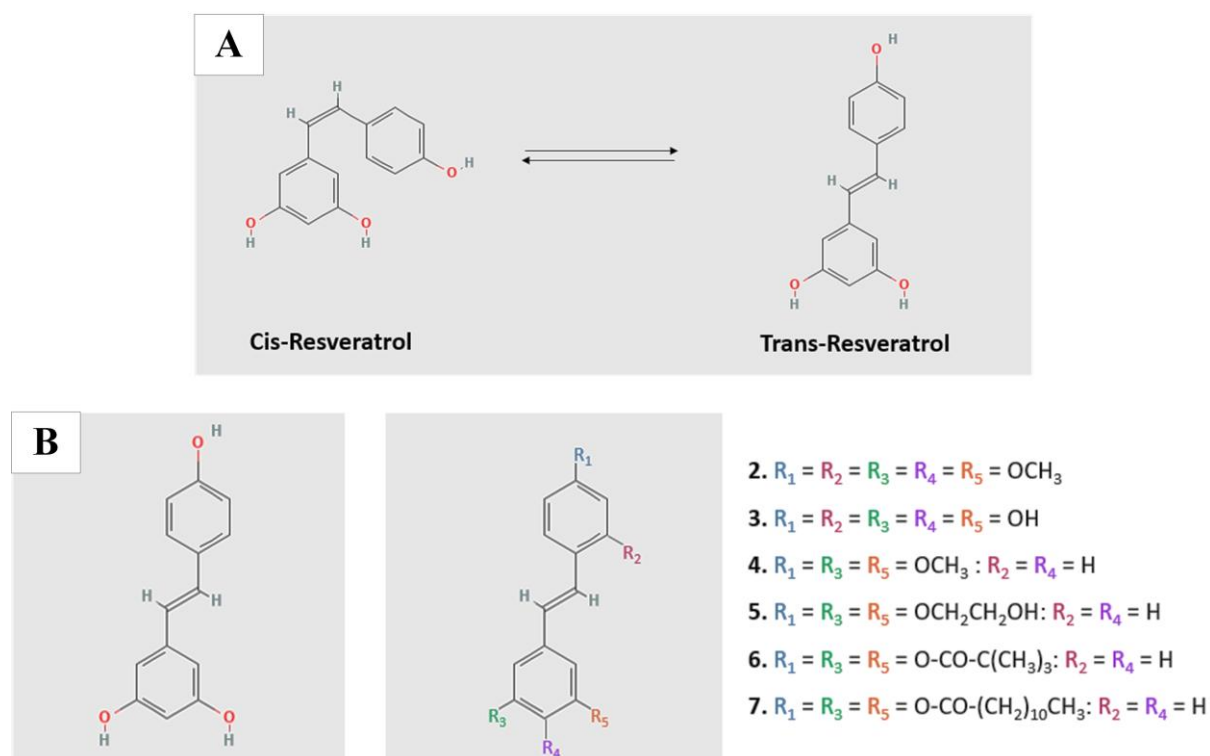 A
H
H
O
H
H
O
H
O
H
O
H
H
H
O
H
O
H
Cis-Resveratrol
Trans-Resveratrol
B
H
O
H
H
O
H
O
H
R₁
R₂
H
H
R₃
R₅
R₄
2. R₁ = R₂ = R₃ = R₄ = R₅ = OCH₃
3. R₁ = R₂ = R₃ = R₄ = R₅ = OH
4. R₁ = R₃ = R₅ = OCH₃ : R₂ = R₄ = H
5. R₁ = R₃ = R₅ = OCH₂CH₂OH: R₂ = R₄ = H
6. R₁ = R₃ = R₅ = O-CO-C(CH₃)₃: R₂ = R₄ = H
7. R₁ = R₃ = R₅ = O-CO-(CH₂)₁₀CH₃: R₂ = R₄ = H